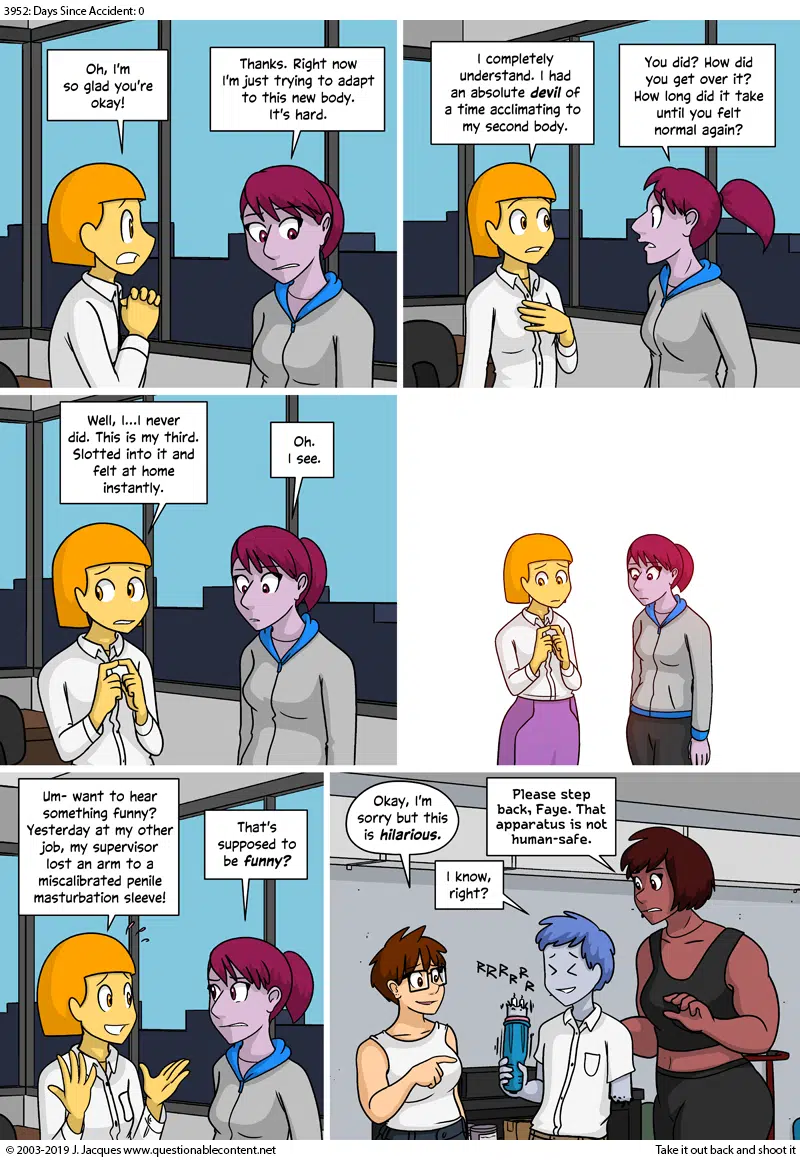 3952: Days Since Accident: 0
Oh, I'm
so glad you're
okay!
Thanks. Right now
I'm just trying to adapt
to this new body.
It's hard.
I completely
understand. I had
an absolute devil of
a time acclimating to
my second body.
You did? How did
you get over it?
How long did it take
until you felt
normal again?
Well, I...I never
did. This is my third.
Slotted into it and
felt at home
instantly.
Oh.
I see.
Um- want to hear
something funny?
Yesterday at my other
job, my supervisor
lost an arm to a
miscalibrated penile
masturbation sleeve!
That's
supposed to
be funny?
Okay, I'm
sorry but this
is hilarious.
I know,
right?
Please step
back, Faye. That
apparatus is not
human-safe.
RRRRRR
© 2003-2019 J. Jacques www.questionablecontent.net
Take it out back and shoot it